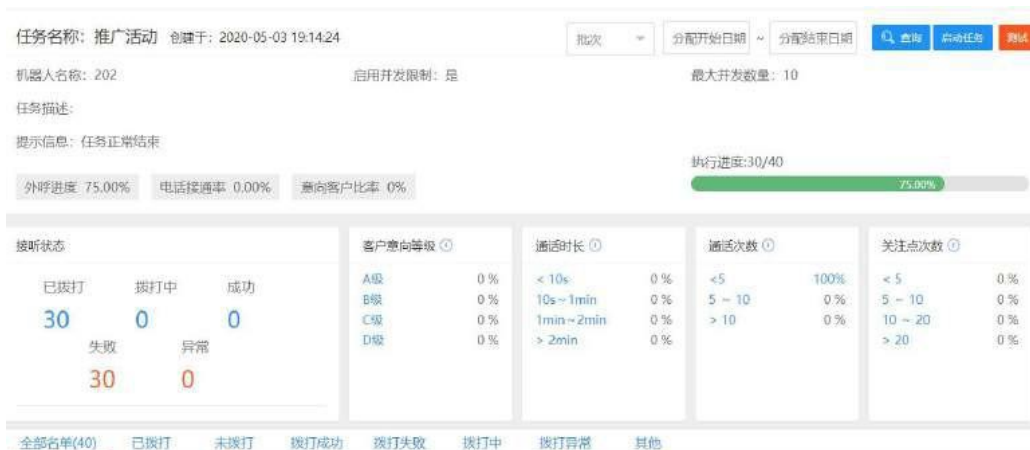 任务名称：推广活动 创建于：2020-05-03 19:14:24 批次 分配开始日期 ~ 分配结束日期 查询 启动任务 测试
机器人名称：202 启用并发限制：是 最大并发数量：10
任务描述：
提示信息：任务正常结束
执行进度:30/40
外呼进度 75.00% 电话接通率 0.00% 意向客户比率 0% 75.00%
接听状态 客户意向等级 通话时长 通话次数 关注点次数
已拨打 拨打中 成功
30 0 0
失败 异常
30 0
A级 0 %
B级 0 %
C级 0 %
D级 0 %
< 10s 0 %
10s ~ 1min 0 %
1min ~ 2min 0 %
> 2min 0 %
<5 100%
5 ~ 10 0 %
> 10 0 %
< 5 0 %
5 ~ 10 0 %
10 ~ 20 0 %
> 20 0 %
全部名单(40) 已拨打 未拨打 拨打成功 拨打失败 拨打中 拨打异常 其他